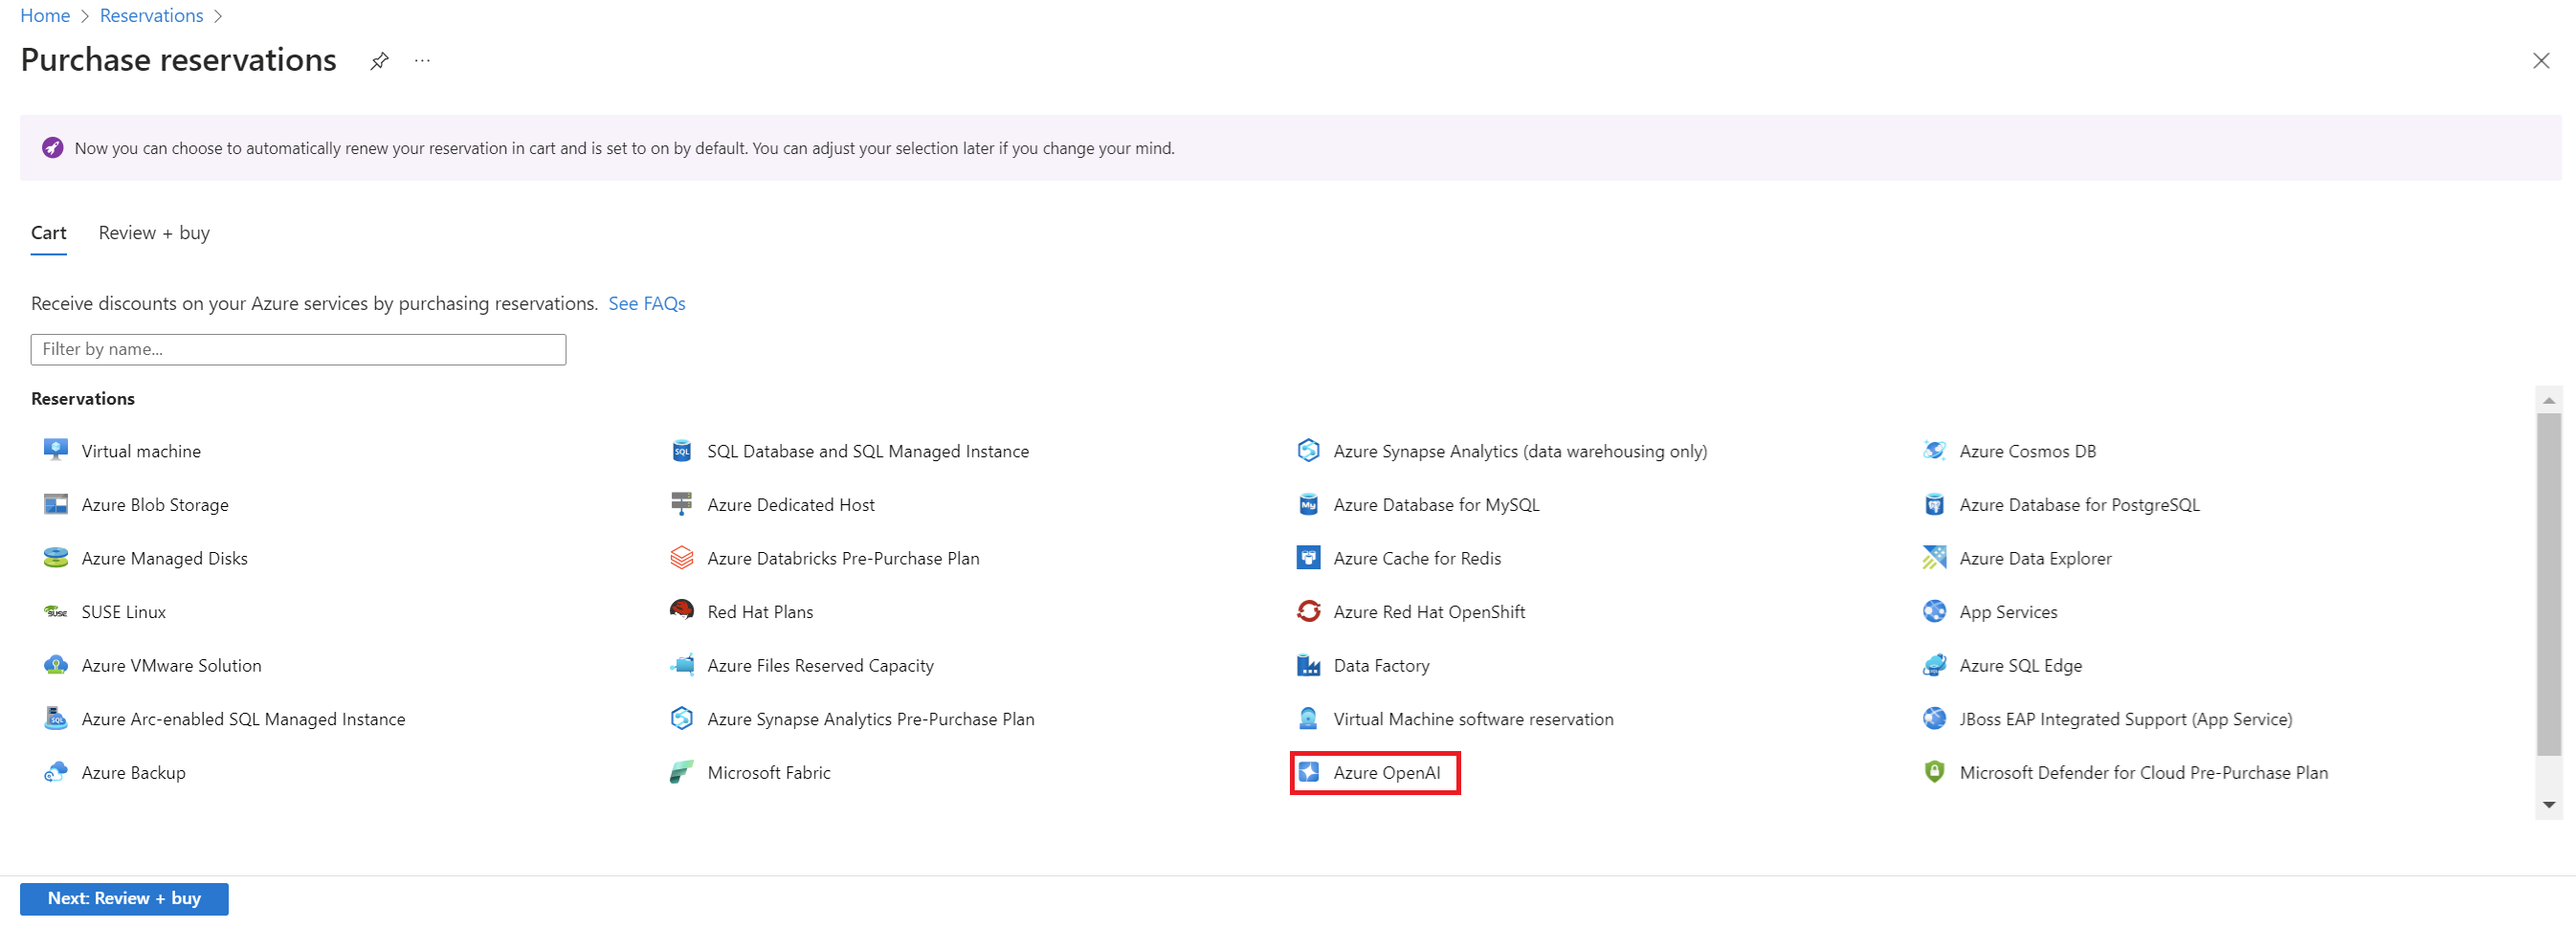 Home > Reservations >
Purchase reservations ...
Now you can choose to automatically renew your reservation in cart and is set to on by default. You can adjust your selection later if you change your mind.
Cart Review + buy
Receive discounts on your Azure services by purchasing reservations. See FAQs
Filter by name...
Reservations
Virtual machine SQL Database and SQL Managed Instance Azure Synapse Analytics (data warehousing only) Azure Cosmos DB
Azure Blob Storage Azure Dedicated Host Azure Database for MySQL Azure Database for PostgreSQL
Azure Managed Disks Azure Databricks Pre-Purchase Plan Azure Cache for Redis Azure Data Explorer
SUSE Linux Red Hat Plans Azure Red Hat OpenShift App Services
Azure VMware Solution Azure Files Reserved Capacity Data Factory Azure SQL Edge
Azure Arc-enabled SQL Managed Instance Azure Synapse Analytics Pre-Purchase Plan Virtual Machine software reservation JBoss EAP Integrated Support (App Service)
Azure Backup Microsoft Fabric Azure OpenAI Microsoft Defender for Cloud Pre-Purchase Plan
Next: Review + buy